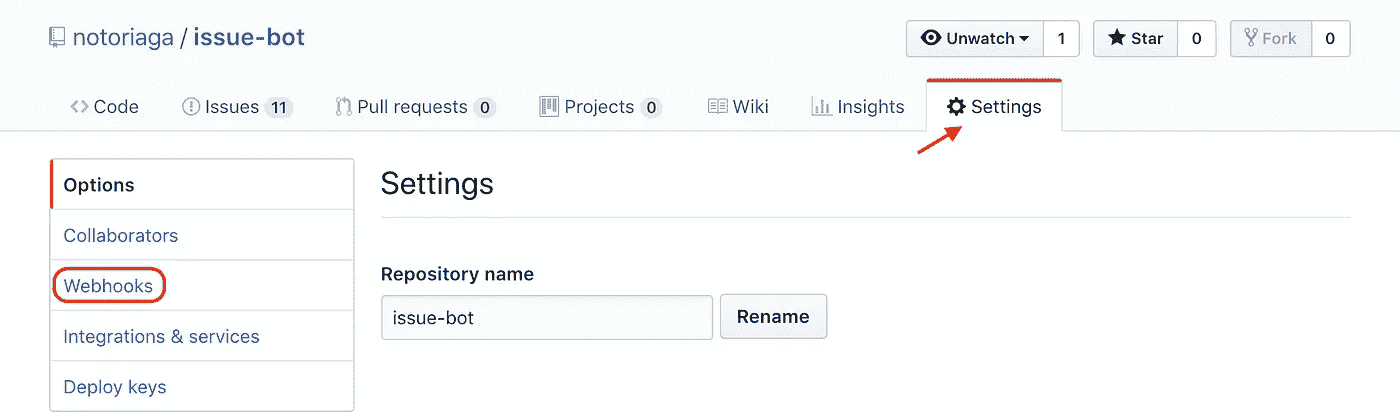 notoriaga / issue-bot
Unwatch 1 Star 0 Fork 0
Code Issues 11 Pull requests 0 Projects 0 Wiki Insights Settings
Options
Collaborators
Webhooks
Integrations & services
Deploy keys
Settings
Repository name
issue-bot Rename